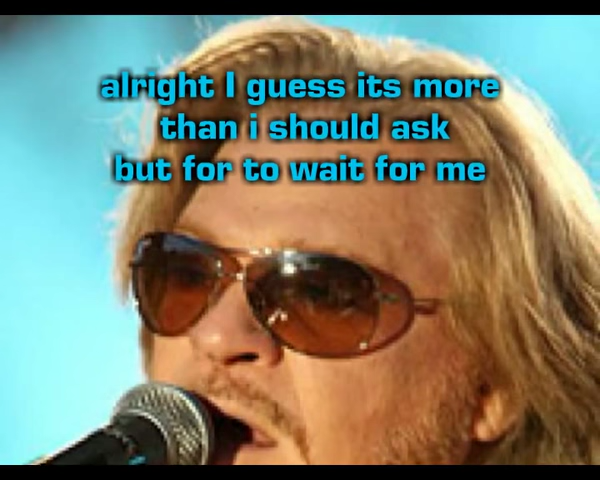 alright I guess its more
than i should ask
but for to wait for me